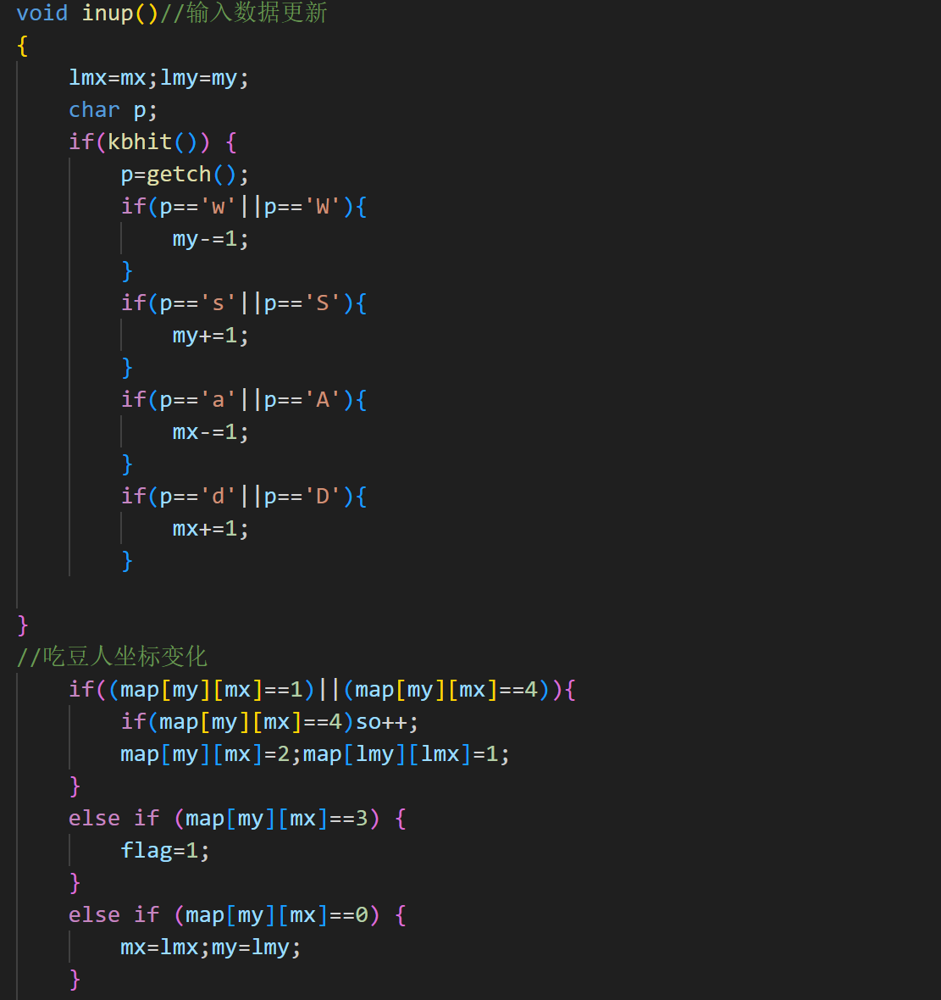 void inup()//输入数据更新
{
    lmx=mx;lmy=my;
    char p;
    if(kbhit()) {
        p=getch();
        if(p=='w'||p=='W'){
            my-=1;
        }
        if(p=='s'||p=='S'){
            my+=1;
        }
        if(p=='a'||p=='A'){
            mx-=1;
        }
        if(p=='d'||p=='D'){
            mx+=1;
        }
}
//吃豆人坐标变化
    if((map[my][mx]==1)||(map[my][mx]==4)){
        if(map[my][mx]==4)so++;
        map[my][mx]=2;map[lmy][lmx]=1;
    }
    else if (map[my][mx]==3) {
        flag=1;
    }
    else if (map[my][mx]==0) {
        mx=lmx;my=lmy;
    }